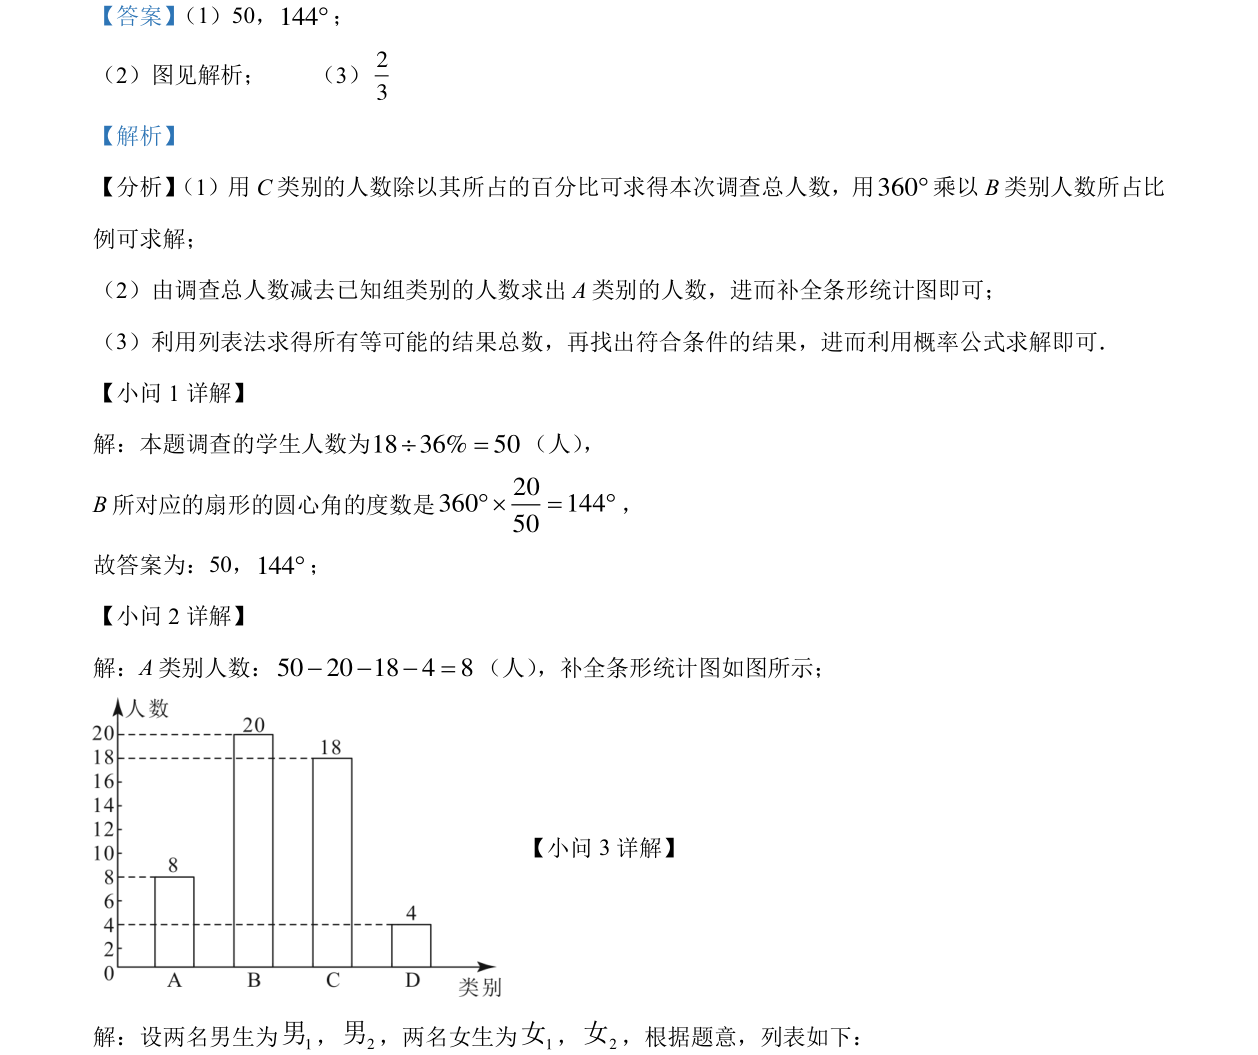 【答案】（1）50，144°；
（2）图见解析；　　（3）2/3
【解析】
【分析】（1）用 C 类别的人数除以其所占的百分比可求得本次调查总人数，用360°乘以 B 类别人数所占比
例可求解；
（2）由调查总人数减去已知组类别的人数求出 A 类别的人数，进而补全条形统计图即可；
（3）利用列表法求得所有等可能的结果总数，再找出符合条件的结果，进而利用概率公式求解即可．
【小问 1 详解】
解：本题调查的学生人数为18÷36%＝50（人），
B 所对应的扇形的圆心角的度数是360°×20/50＝144°，
故答案为：50，144°；
【小问 2 详解】
解：A 类别人数：50－20－18－4＝8（人），补全条形统计图如图所示；
人数
20
18
16
14
12
10
8
6
4
2
0
8
20
18
4
A B C D
类别
【小问 3 详解】
解：设两名男生为男₁，男₂，两名女生为女₁，女₂，根据题意，列表如下：